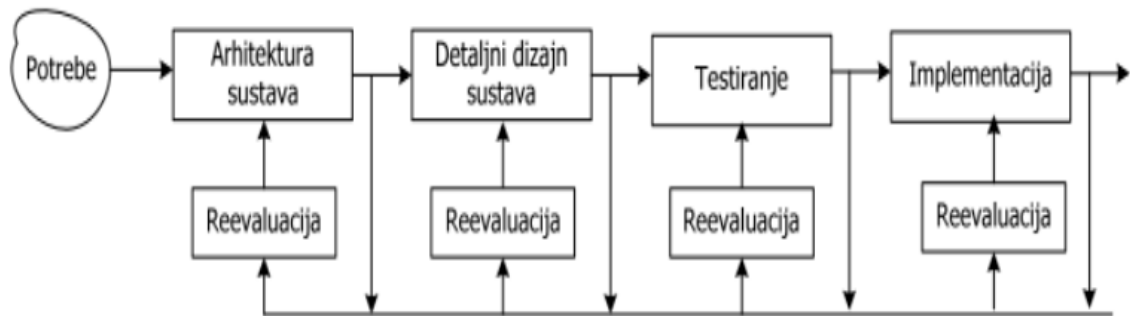 Potrebe
Arhitektura
sustava
Detaljni dizajn
sustava
Testiranje
Implementacija
Reevaluacija
Reevaluacija
Reevaluacija
Reevaluacija